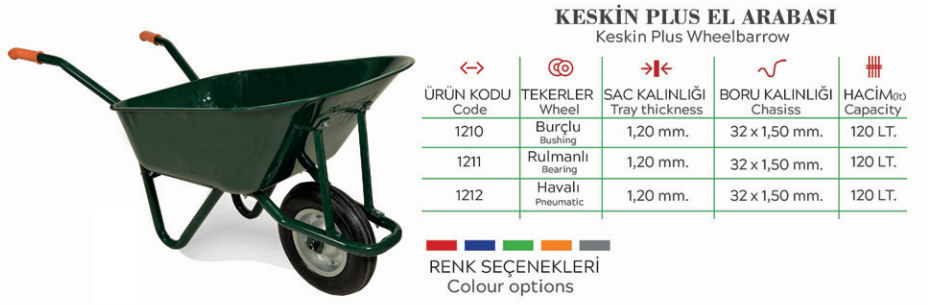 KESKİN PLUS EL ARABASI
Keskin Plus Wheelbarrow
ÜRÜN KODU TEKERLER SAC KALINLIĞI BORU KALINLIĞI HACİM(lt)
Code Wheel Tray thickness Chasiss Capacity
1210 Burçlu 1,20 mm. 32 x 1,50 mm. 120 LT.
Bushing
1211 Rulmanlı 1,20 mm. 32 x 1,50 mm. 120 LT.
Bearing
1212 Havalı 1,20 mm. 32 x 1,50 mm. 120 LT.
Pneumatic
RENK SEÇENEKLERİ
Colour options